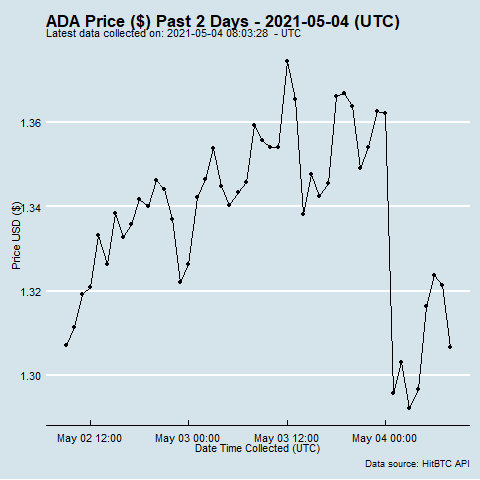 ADA Price ($) Past 2 Days - 2021-05-04 (UTC)
Latest data collected on: 2021-05-04 08:03:28 - UTC
Price USD ($)
1.36
1.34
1.32
1.30
May 02 12:00
May 03 00:00
May 03 12:00
May 04 00:00
Date Time Collected (UTC)
Data source: HitBTC API